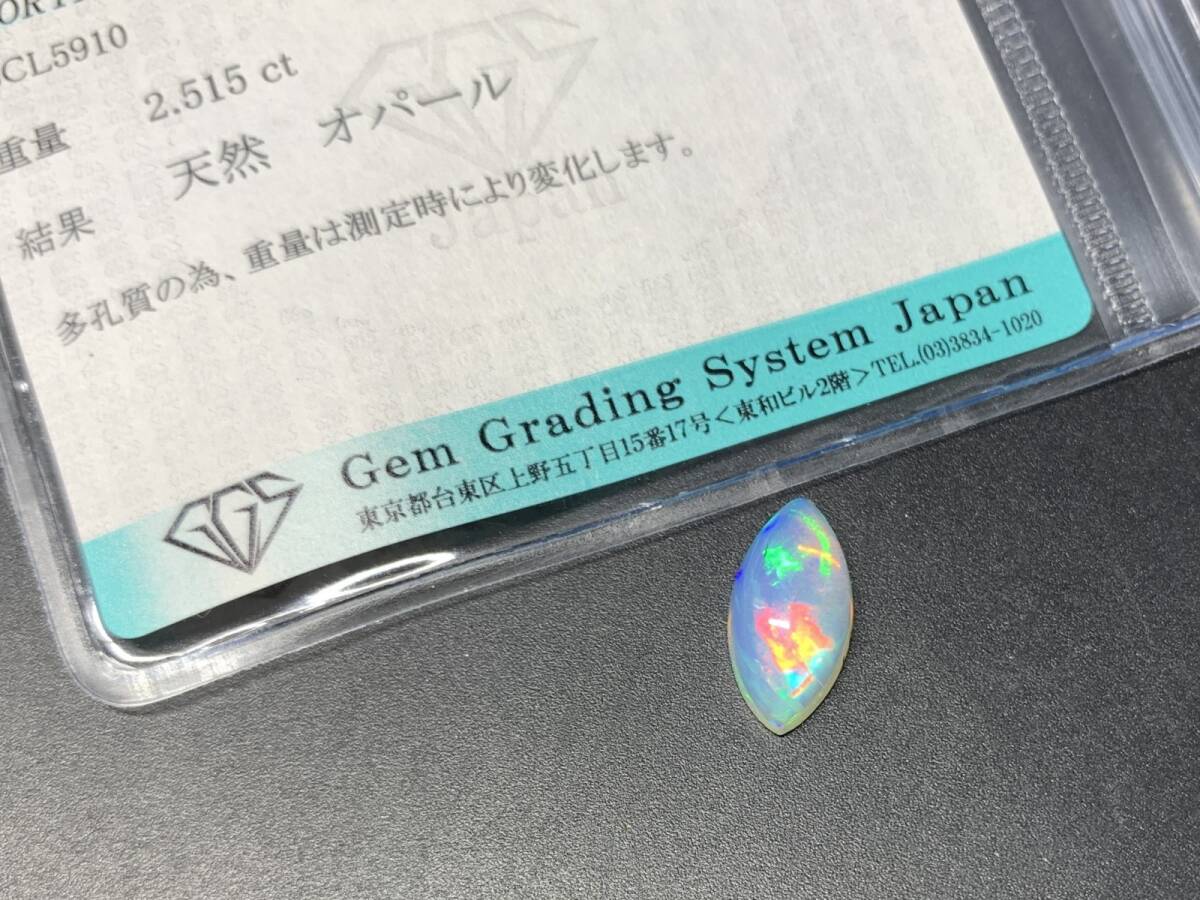 CL5910
重量 2.515 ct
結果 天然 オパール
多孔質の為、重量は測定時により変化します。
Japan
GGS
Gem Grading System Japan
東京都台東区上野五丁目15番17号＜東和ビル2階＞TEL.(03)3834-1020